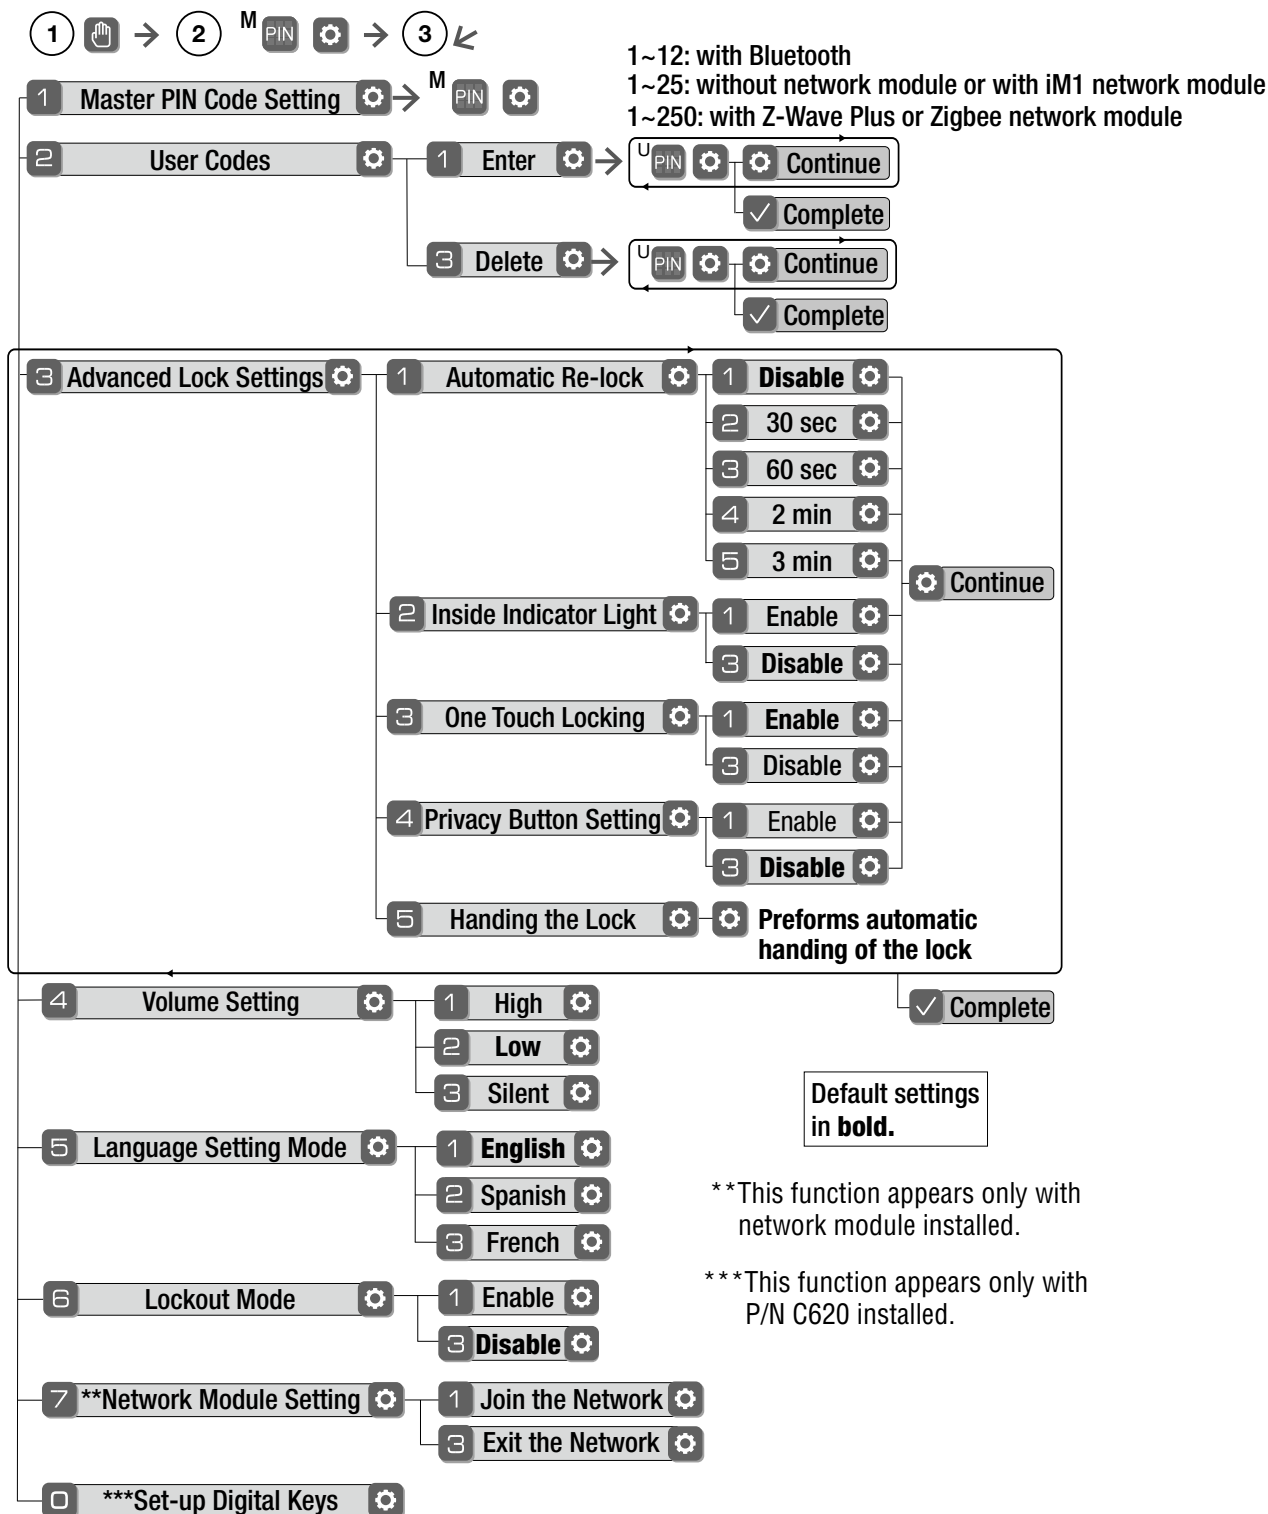 1 2 M PIN 3
1~12: with Bluetooth
1~25: without network module or with iM1 network module
1~250: with Z-Wave Plus or Zigbee network module
1 Master PIN Code Setting M PIN
2 User Codes 1 Enter U PIN Continue
Complete
3 Delete U PIN Continue
Complete
3 Advanced Lock Settings 1 Automatic Re-lock 1 Disable
2 30 sec
3 60 sec
4 2 min
5 3 min
Continue
2 Inside Indicator Light 1 Enable
3 Disable
3 One Touch Locking 1 Enable
3 Disable
4 Privacy Button Setting 1 Enable
3 Disable
5 Handing the Lock Preforms automatic
handing of the lock
4 Volume Setting 1 High
Complete
2 Low
3 Silent
Default settings
in bold.
5 Language Setting Mode 1 English
2 Spanish
3 French
**This function appears only with
network module installed.
***This function appears only with
P/N C620 installed.
6 Lockout Mode 1 Enable
3 Disable
7 **Network Module Setting 1 Join the Network
3 Exit the Network
0 ***Set-up Digital Keys